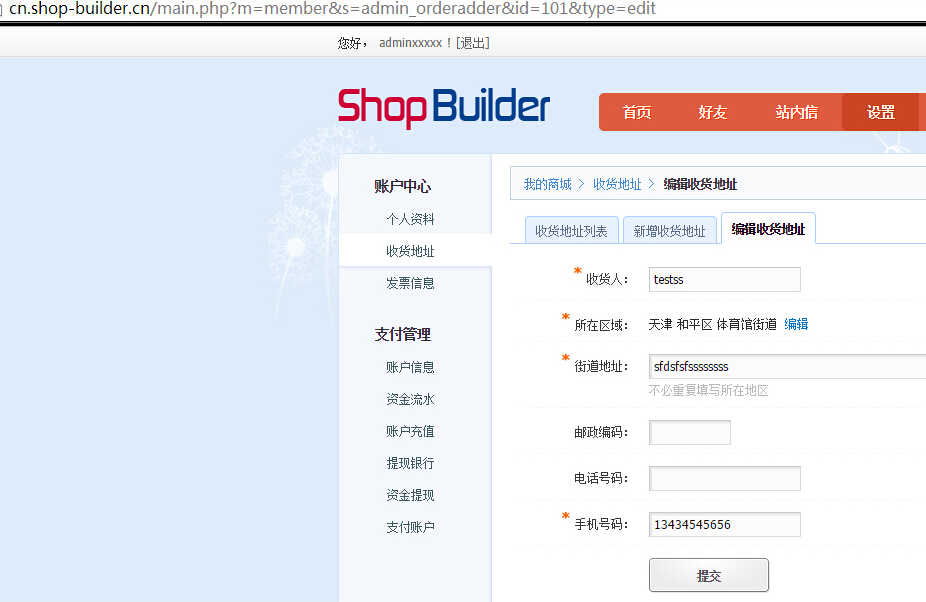 cn.shop-builder.cn/main.php?m=member&s=admin_orderadder&id=101&type=edit
您好， adminxxxxx！[退出]
Shop Builder
首页 好友 站内信 设置
账户中心
个人资料
收货地址
发票信息
支付管理
账户信息
资金流水
账户充值
提现银行
资金提现
支付账户
我的商城 > 收货地址 > 编辑收货地址
收货地址列表 新增收货地址 编辑收货地址
* 收货人： testss
* 所在区域： 天津 和平区 体育馆街道 编辑
* 街道地址： sfdsfsfssssssss
不必重复填写所在地区
邮政编码：
电话号码：
* 手机号码： 13434545656
提交